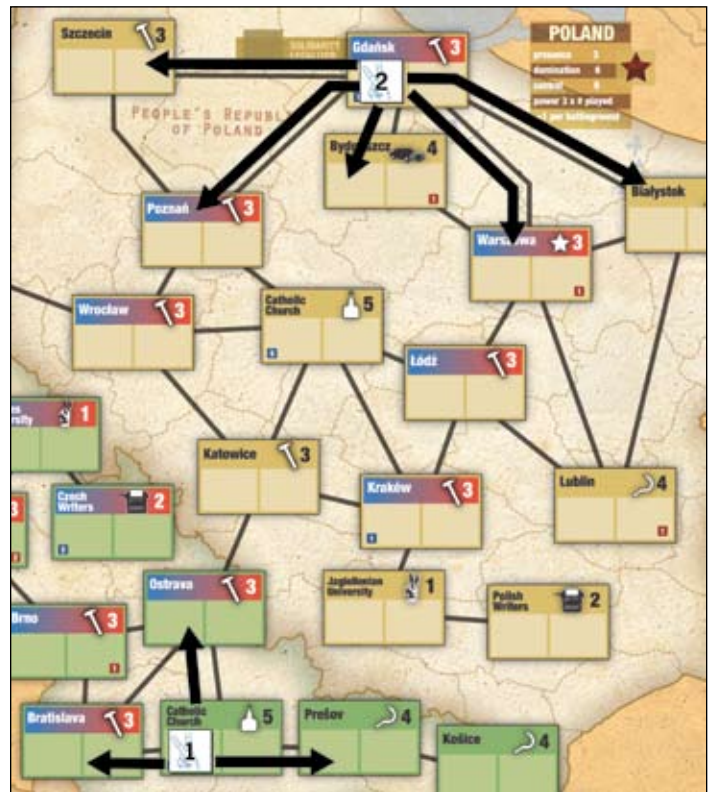 Szczecin 3
Gdańsk 3
2
POLAND
presence 3
domination 6
control 9
PEOPLE'S REPUBLIC
OF POLAND
Bydgoszcz 4
Białystok
Poznań 3
Warszawa 3
Wrocław 3
Catholic
Church 5
Łódź 3
1
Katowice 3
Kraków 3
Lublin 4
Czech
Writers 2
Ostrava 3
Jagiellonian
University 1
Polish
Writers 2
Brno 3
Bratislava 3
Catholic
Church 5
Prešov 4
Košice 4
1